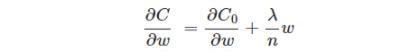 ∂C/∂w = ∂C₀/∂w + λ/n w